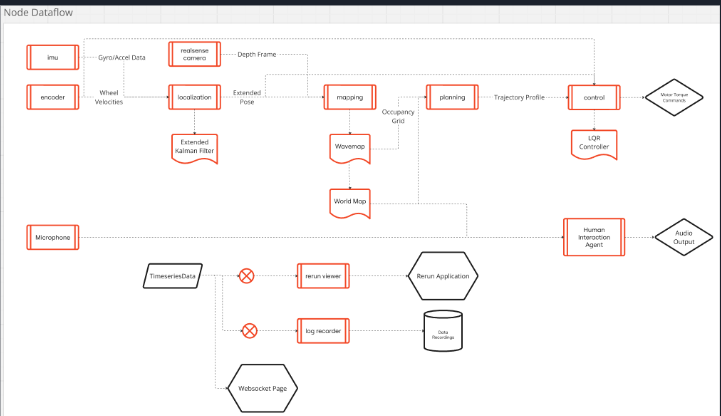 Node Dataflow
imu
Gyro/Accel Data
realsense
camera
Depth Frame
encoder
Wheel
Velocities
localization
Extended
Pose
mapping
Occupancy
Grid
planning
Trajectory Profile
control
Motor Torque
Commands
Extended
Kalman Filter
Wavemap
LQR
Controller
World Map
Microphone
Human
Interaction
Agent
Audio
Output
TimeseriesData
rerun viewer
Rerun Application
log recorder
Data
Recordings
Websocket Page